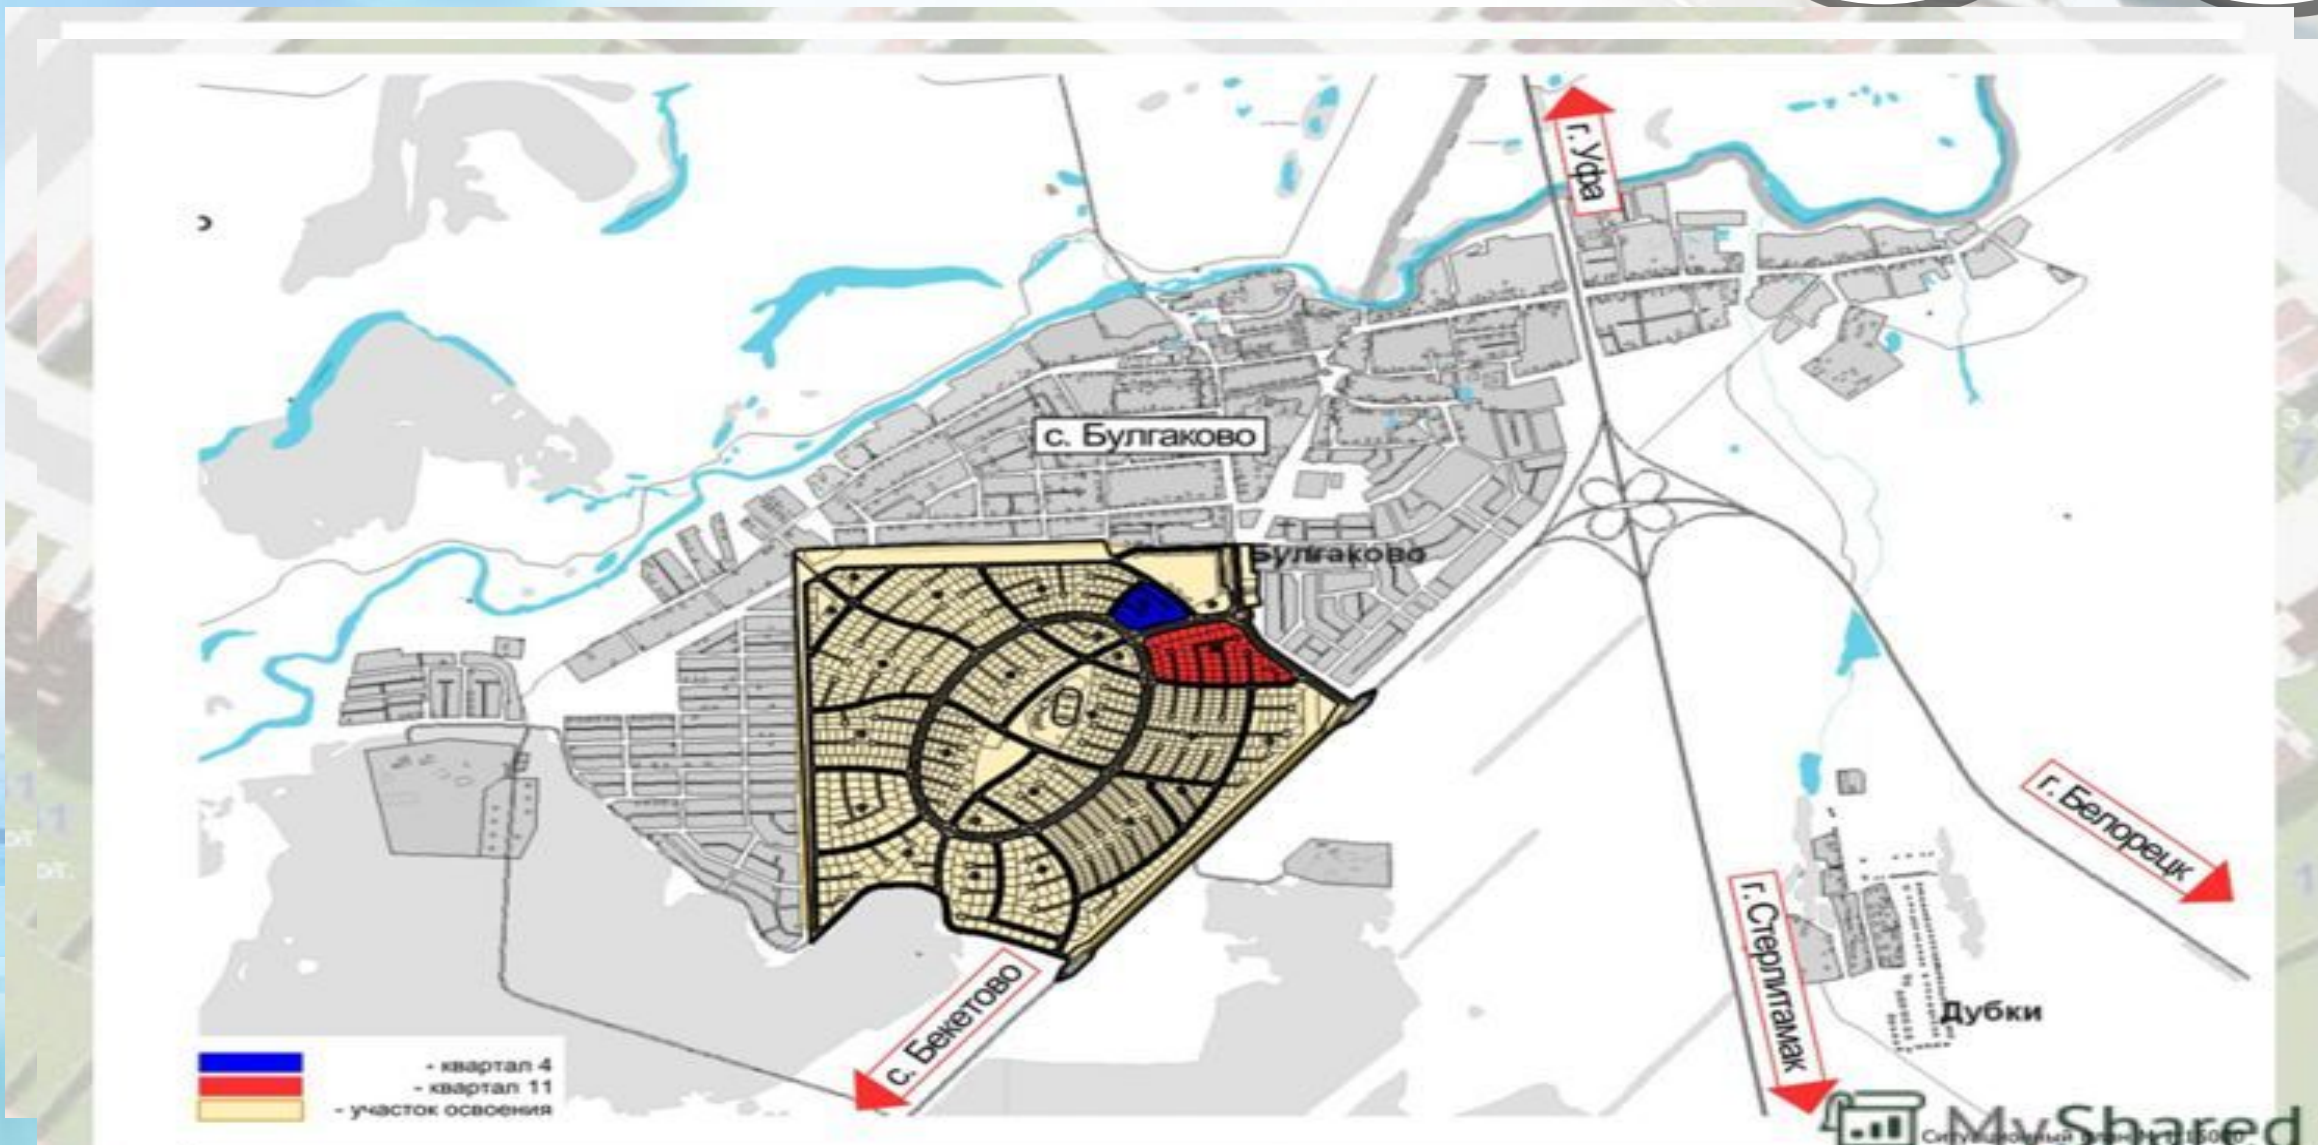 г. Уфа
с. Булгаково
Булгаково
г. Белорецк
г. Стерлитамак
с. Бекетово
Дубки
- квартал 4
- квартал 11
- участок освоения
MyShared